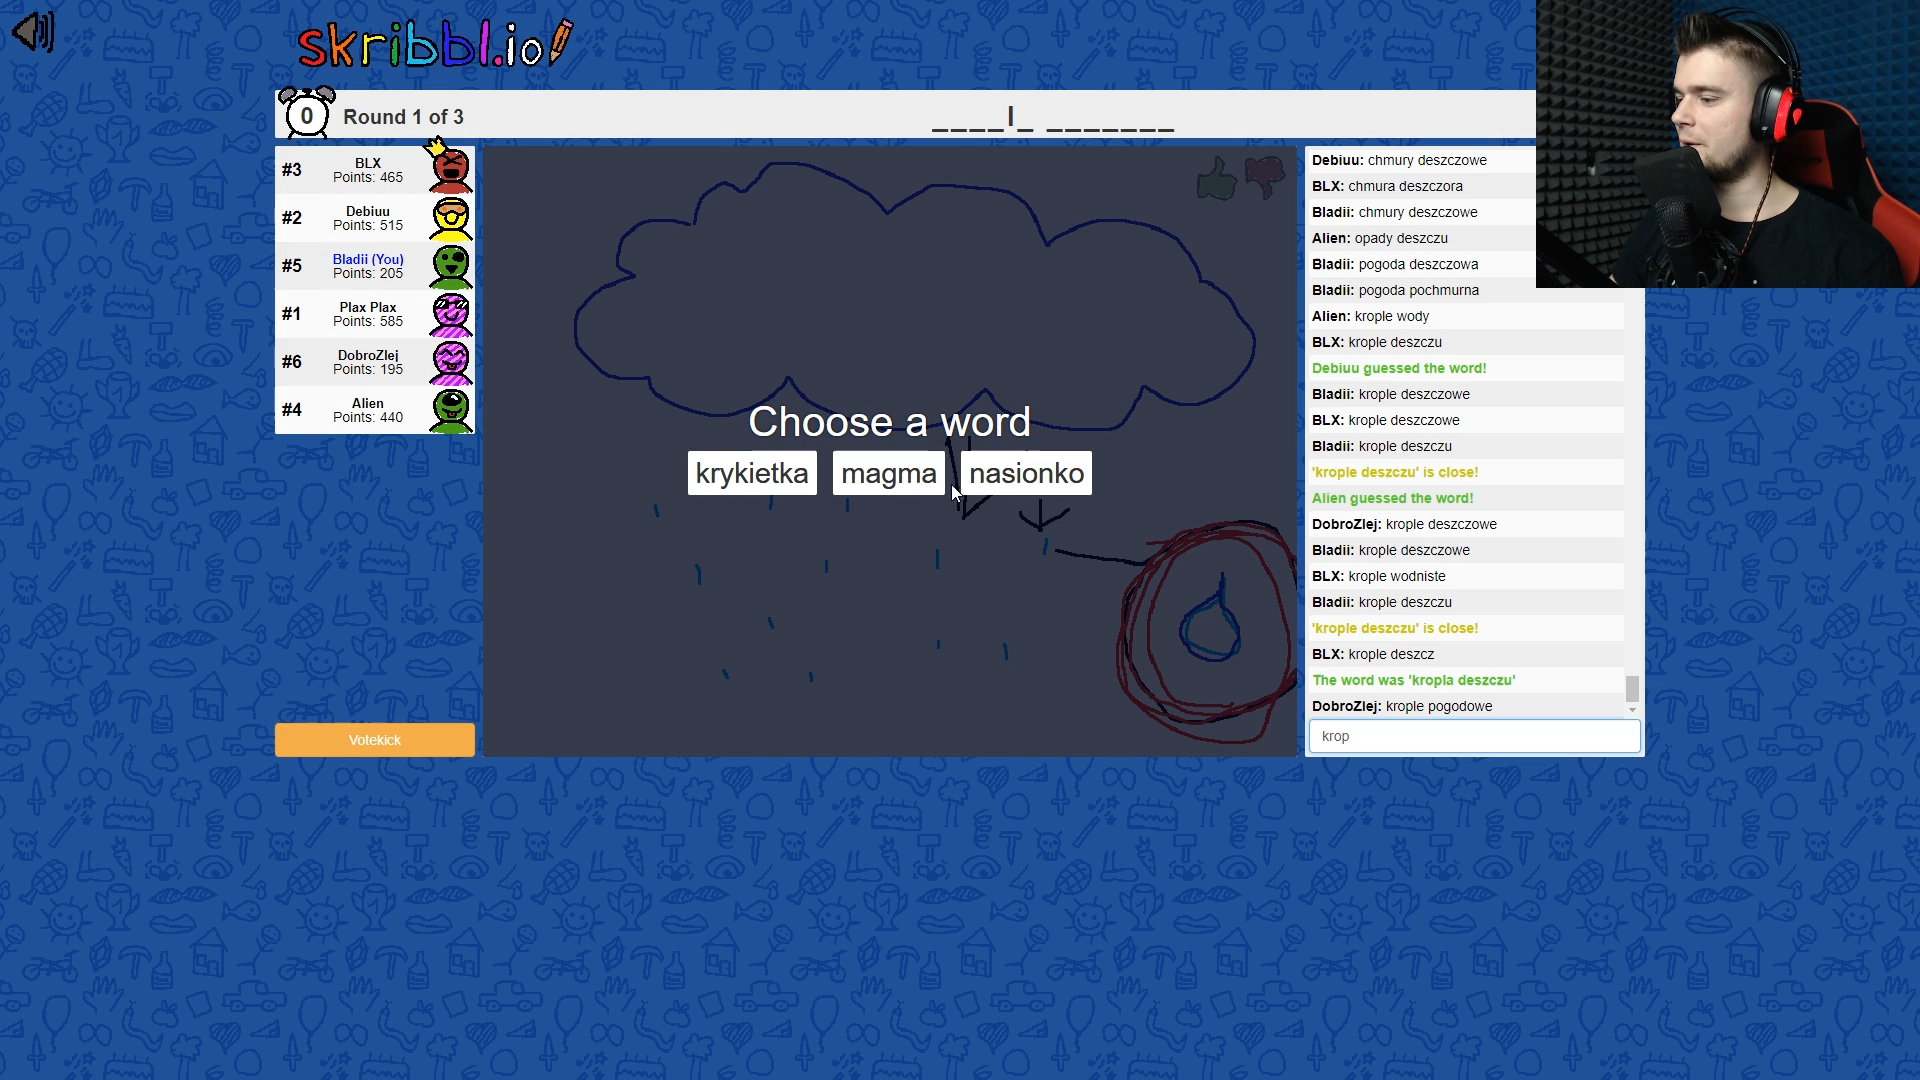 skribbl.io
0
Round 1 of 3
____l_ _______
#3
BLX
Points: 465
#2
Debiuu
Points: 515
#5
Bladii (You)
Points: 205
#1
Plax Plax
Points: 585
#6
DobroZlej
Points: 195
#4
Alien
Points: 440
Votekick
Choose a word
krykietka
magma
nasionko
Debiuu: chmury deszczowe
BLX: chmura deszczora
Bladii: chmury deszczowe
Alien: opady deszczu
Bladii: pogoda deszczowa
Bladii: pogoda pochmurna
Alien: krople wody
BLX: krople deszczu
Debiuu guessed the word!
Bladii: krople deszczowe
BLX: krople deszczowe
Bladii: krople deszczu
'krople deszczu' is close!
Alien guessed the word!
DobroZlej: krople deszczowe
Bladii: krople deszczowe
BLX: krople wodniste
Bladii: krople deszczu
'krople deszczu' is close!
BLX: krople deszcz
The word was 'kropla deszczu'
DobroZlej: krople pogodowe
krop